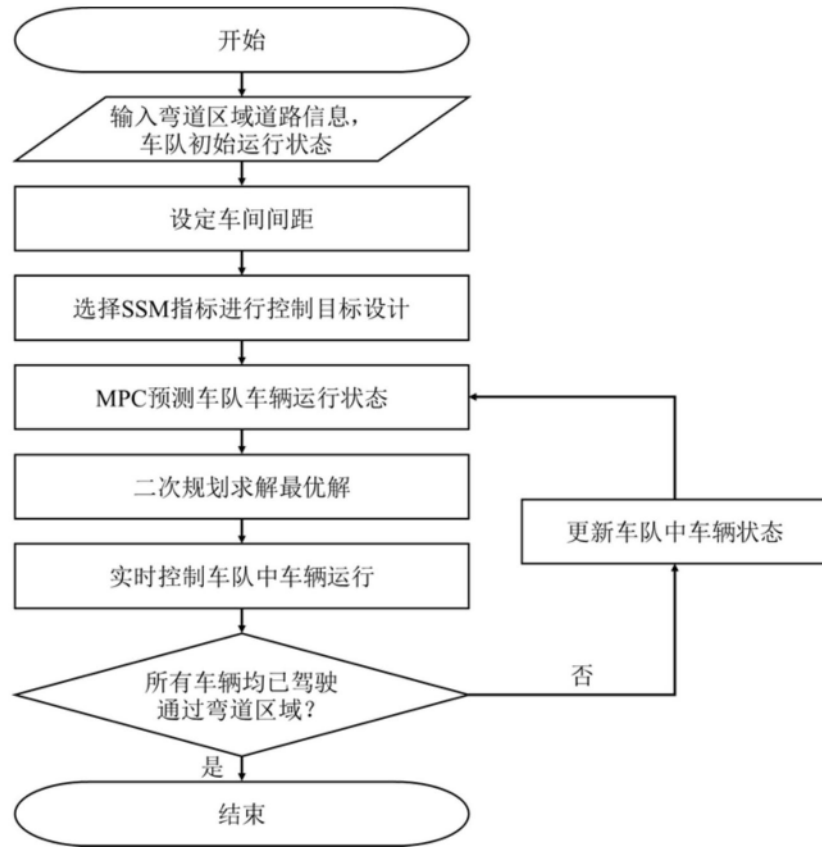 开始
输入弯道区域道路信息，
车队初始运行状态
设定车间间距
选择SSM指标进行控制目标设计
MPC预测车队车辆运行状态
二次规划求解最优解
更新车队中车辆状态
实时控制车队中车辆运行
所有车辆均已驾驶
通过弯道区域？
否
是
结束